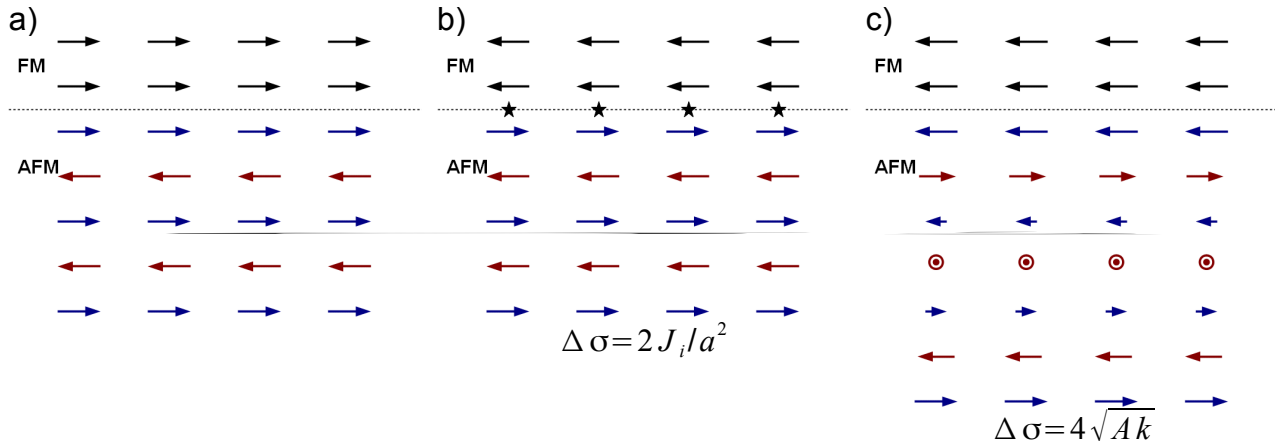 a)
FM
AFM
b)
FM
AFM
Δσ=2J_i/a²
c)
FM
AFM
Δσ=4√(Ak)